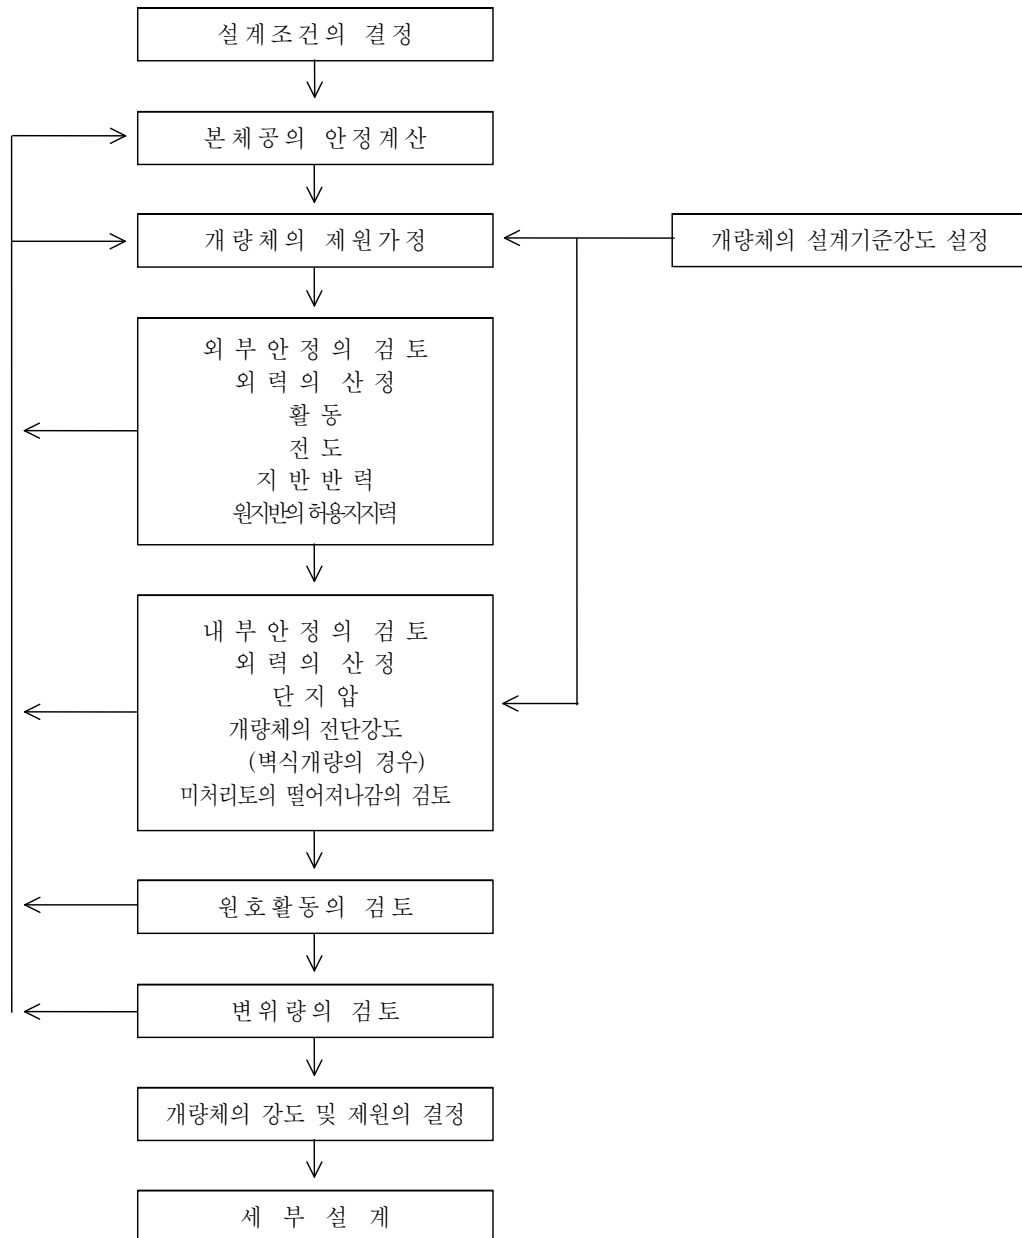 설계조건의 결정
본체공의 안정계산
개량체의 제원가정
개량체의 설계기준강도 설정
외부안정의 검토
외력의 산정
활동
전도
지반반력
원지반의 허용지지력
내부안정의 검토
외력의 산정
단지압
개량체의 전단강도
(벽식개량의 경우)
미처리토의 떨어져나감의 검토
원호활동의 검토
변위량의 검토
개량체의 강도 및 제원의 결정
세부설계